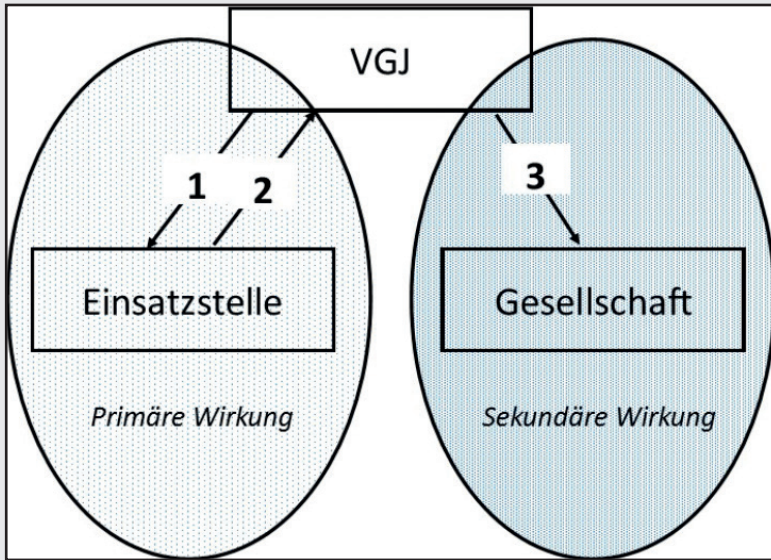 VGJ
1
2
3
Einsatzstelle
Gesellschaft
Primäre Wirkung
Sekundäre Wirkung